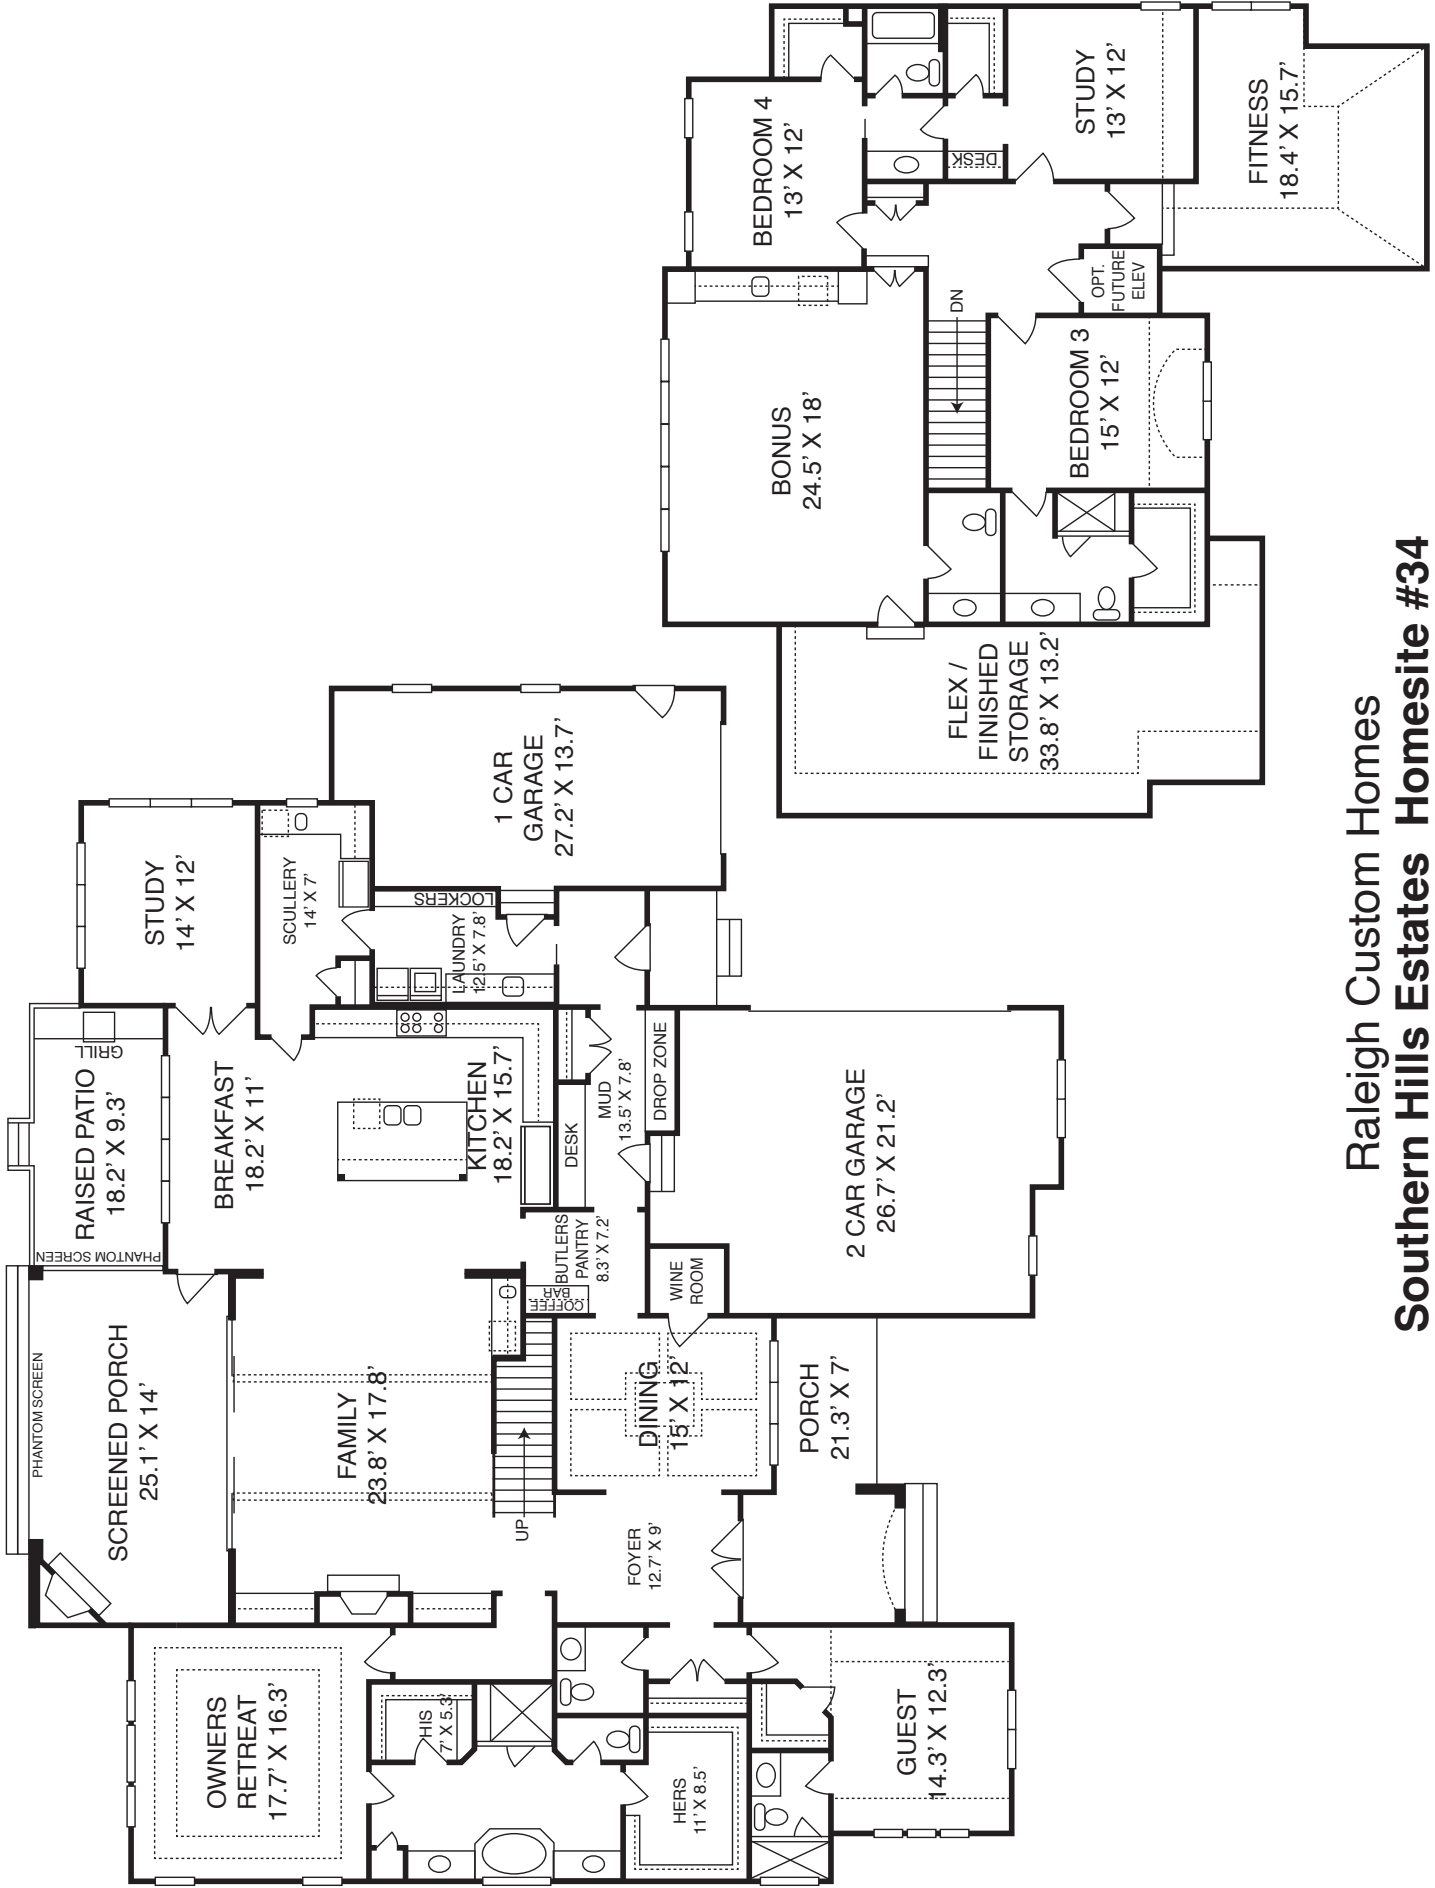 PHANTOM SCREEN
SCREENED PORCH
25.1’ X 14’
PHANTOM SCREEN
RAISED PATIO
18.2’ X 9.3’
GRILL
STUDY
14’ X 12’
BREAKFAST
18.2’ X 11’
SCULLERY
14’ X 7’
OWNERS
RETREAT
17.7’ X 16.3’
FAMILY
23.8’ X 17.8’
KITCHEN
18.2’ X 15.7’
LAUNDRY
12.5’ X 7.8’
LOCKERS
1 CAR
GARAGE
27.2’ X 13.7’
HIS
7’ X 5.3’
UP
COFFEE
BAR
BUTLERS
PANTRY
8.3’ X 7.2’
DESK
MUD
13.5’ X 7.8’
DROP ZONE
HERS
11’ X 8.5’
FOYER
12.7’ X 9’
DINING
15’ X 12’
WINE
ROOM
2 CAR GARAGE
26.7’ X 21.2’
PORCH
21.3’ X 7’
GUEST
14.3’ X 12.3’
BONUS
24.5’ X 18’
BEDROOM 4
13’ X 12’
DESK
DN
STUDY
13’ X 12’
FLEX /
FINISHED
STORAGE
33.8’ X 13.2’
BEDROOM 3
15’ X 12’
OPT.
FUTURE
ELEV
FITNESS
18.4’ X 15.7’
Raleigh Custom Homes
Southern Hills Estates Homesite #34